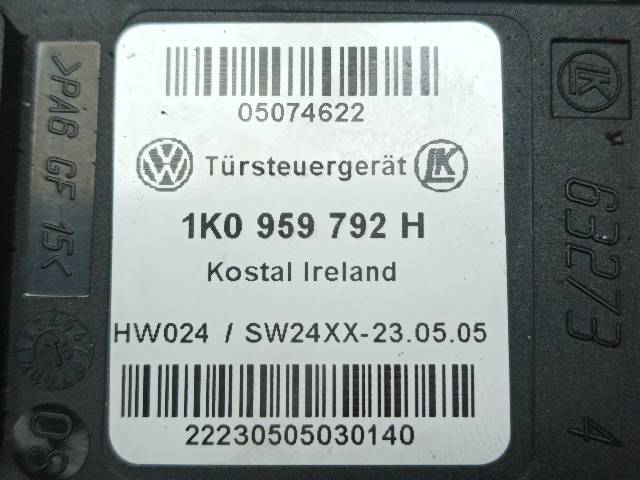 05074622
Türsteuergerät
1K0 959 792 H
Kostal Ireland
HW024 / SW24XX-23.05.05
22230505030140
>PA6 GF 15<
63273 4